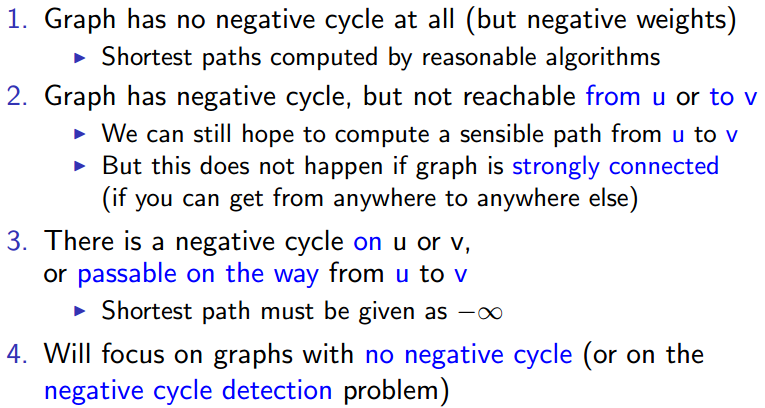 1. Graph has no negative cycle at all (but negative weights)
▶ Shortest paths computed by reasonable algorithms
2. Graph has negative cycle, but not reachable from u or to v
▶ We can still hope to compute a sensible path from u to v
▶ But this does not happen if graph is strongly connected
(if you can get from anywhere to anywhere else)
3. There is a negative cycle on u or v,
or passable on the way from u to v
▶ Shortest path must be given as −∞
4. Will focus on graphs with no negative cycle (or on the
negative cycle detection problem)